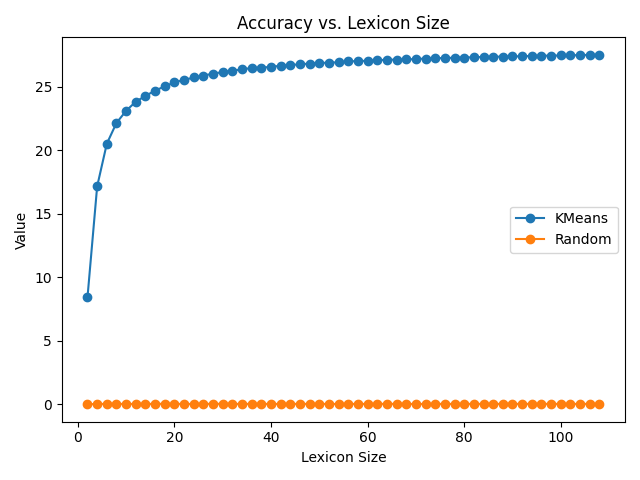 Accuracy vs. Lexicon Size
Value
25
20
15
10
5
0
KMeans
Random
0 20 40 60 80 100
Lexicon Size